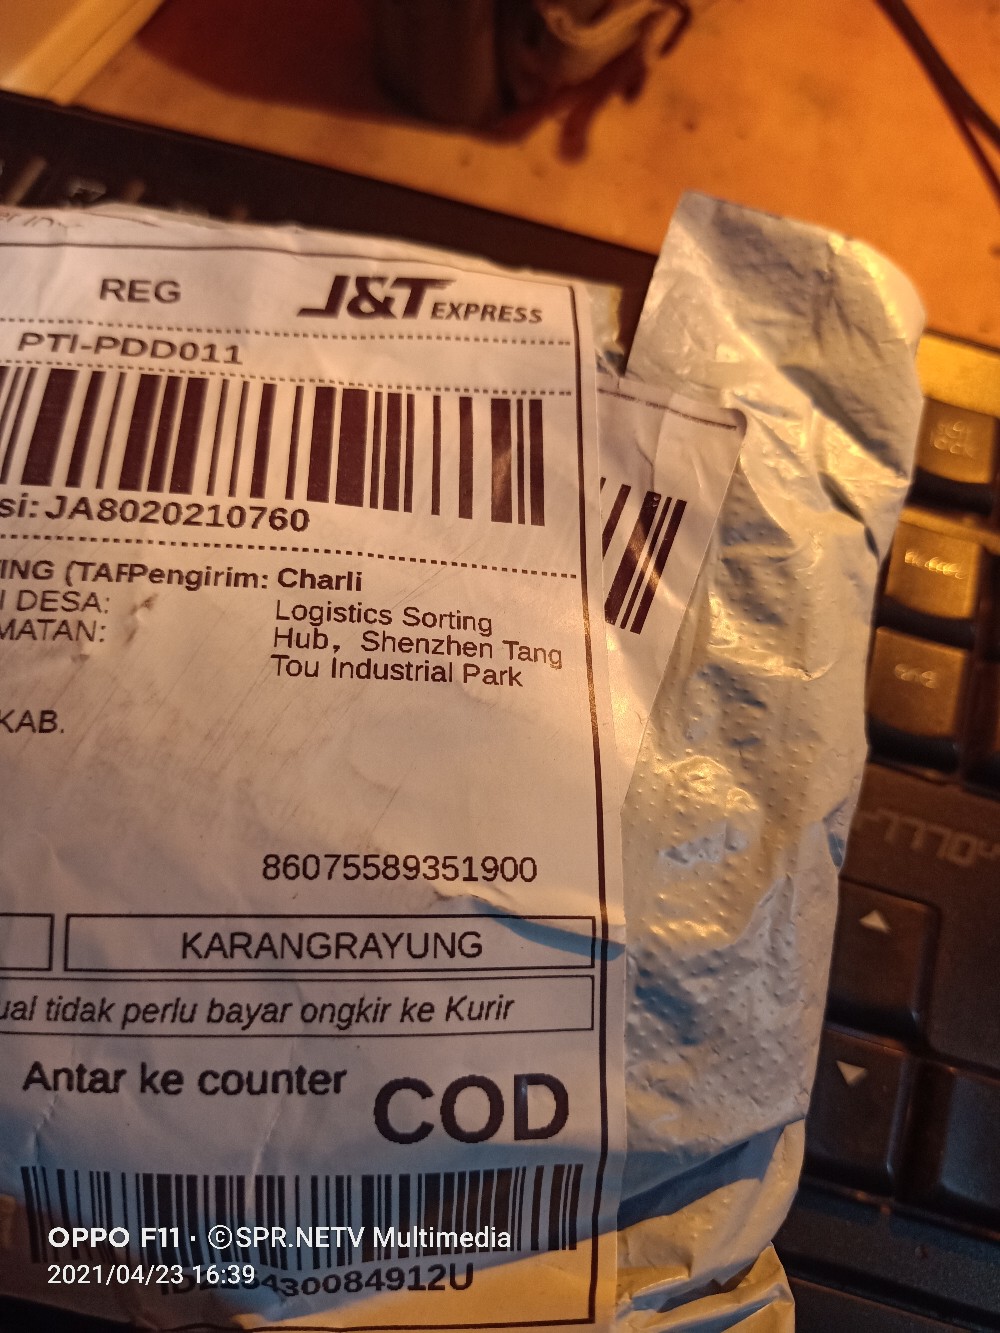 REG
J&T EXPRESS
PTI-PDD011
si: JA8020210760
ING (TAFPengirim: Charli
I DESA:
Logistics Sorting
MATAN:
Hub, Shenzhen Tang
Tou Industrial Park
KAB.
86075589351900
KARANGRAYUNG
ual tidak perlu bayar ongkir ke Kurir
Antar ke counter
COD
OPPO F11 · ©SPR.NETV Multimedia
2021/04/23 16:39
30084912U